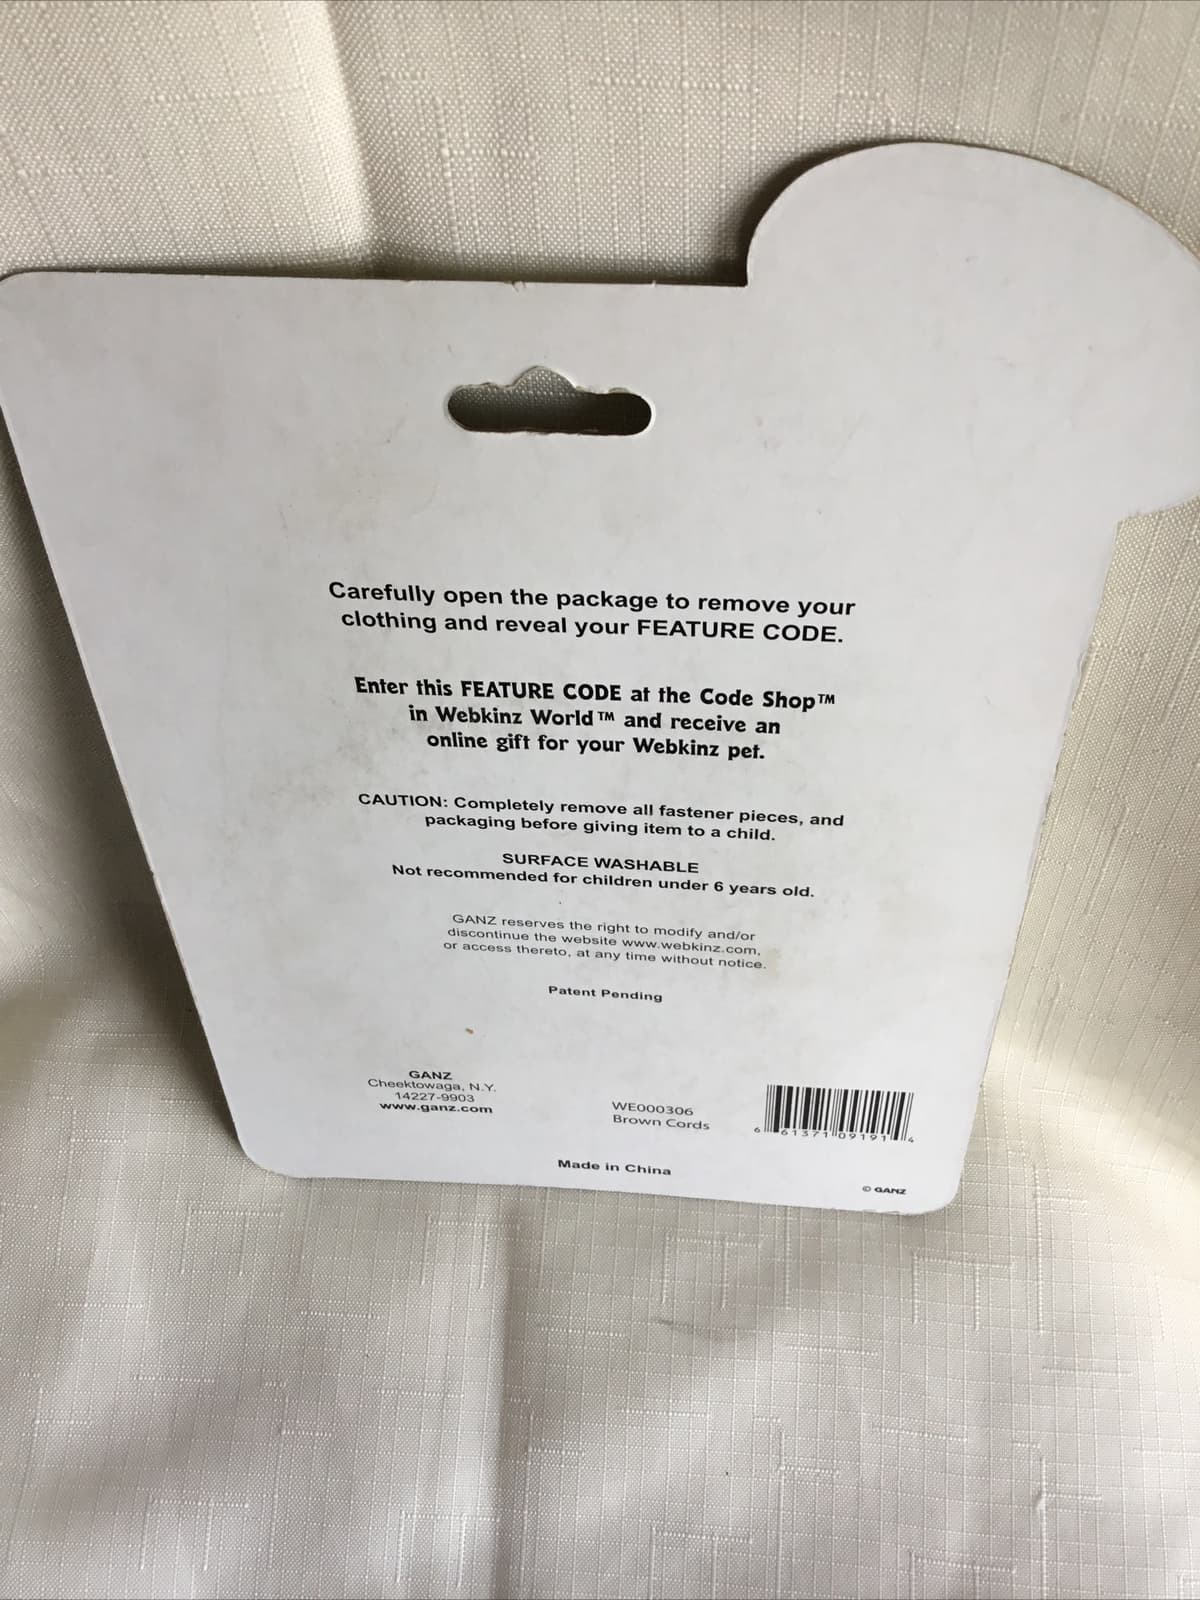 Carefully open the package to remove your
clothing and reveal your FEATURE CODE.
Enter this FEATURE CODE at the Code Shop™
in Webkinz World™ and receive an
online gift for your Webkinz pet.
CAUTION: Completely remove all fastener pieces, and
packaging before giving item to a child.
SURFACE WASHABLE
Not recommended for children under 6 years old.
GANZ reserves the right to modify and/or
discontinue the website www.webkinz.com,
or access thereto, at any time without notice.
Patent Pending
GANZ
Cheektowaga, N.Y.
14227-9903
www.ganz.com
WE000306
Brown Cords
6 61371 09191 4
Made in China
© GANZ